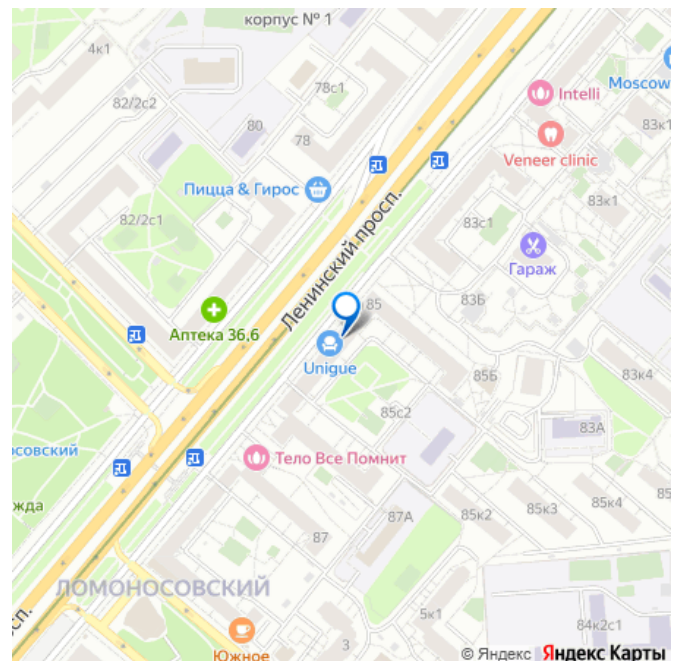 корпус № 1
4к1
78с1
Intelli
Moscow
82/2с2
80
78
83к1
Veneer clinic
Пицца & Гирос
83к1
82/2с1
Ленинский просп.
83с1
Гараж
85
83Б
Аптека 36,6
Unigue
85Б
83к4
85с2
83А
осовский
Тело Все Помнит
жда
87А
85к2
85к3
85к4
85
87
ЛОМОНОСОВСКИЙ
5к1
84к2с1
сп.
Южное
3
© Яндекс Яндекс Карты